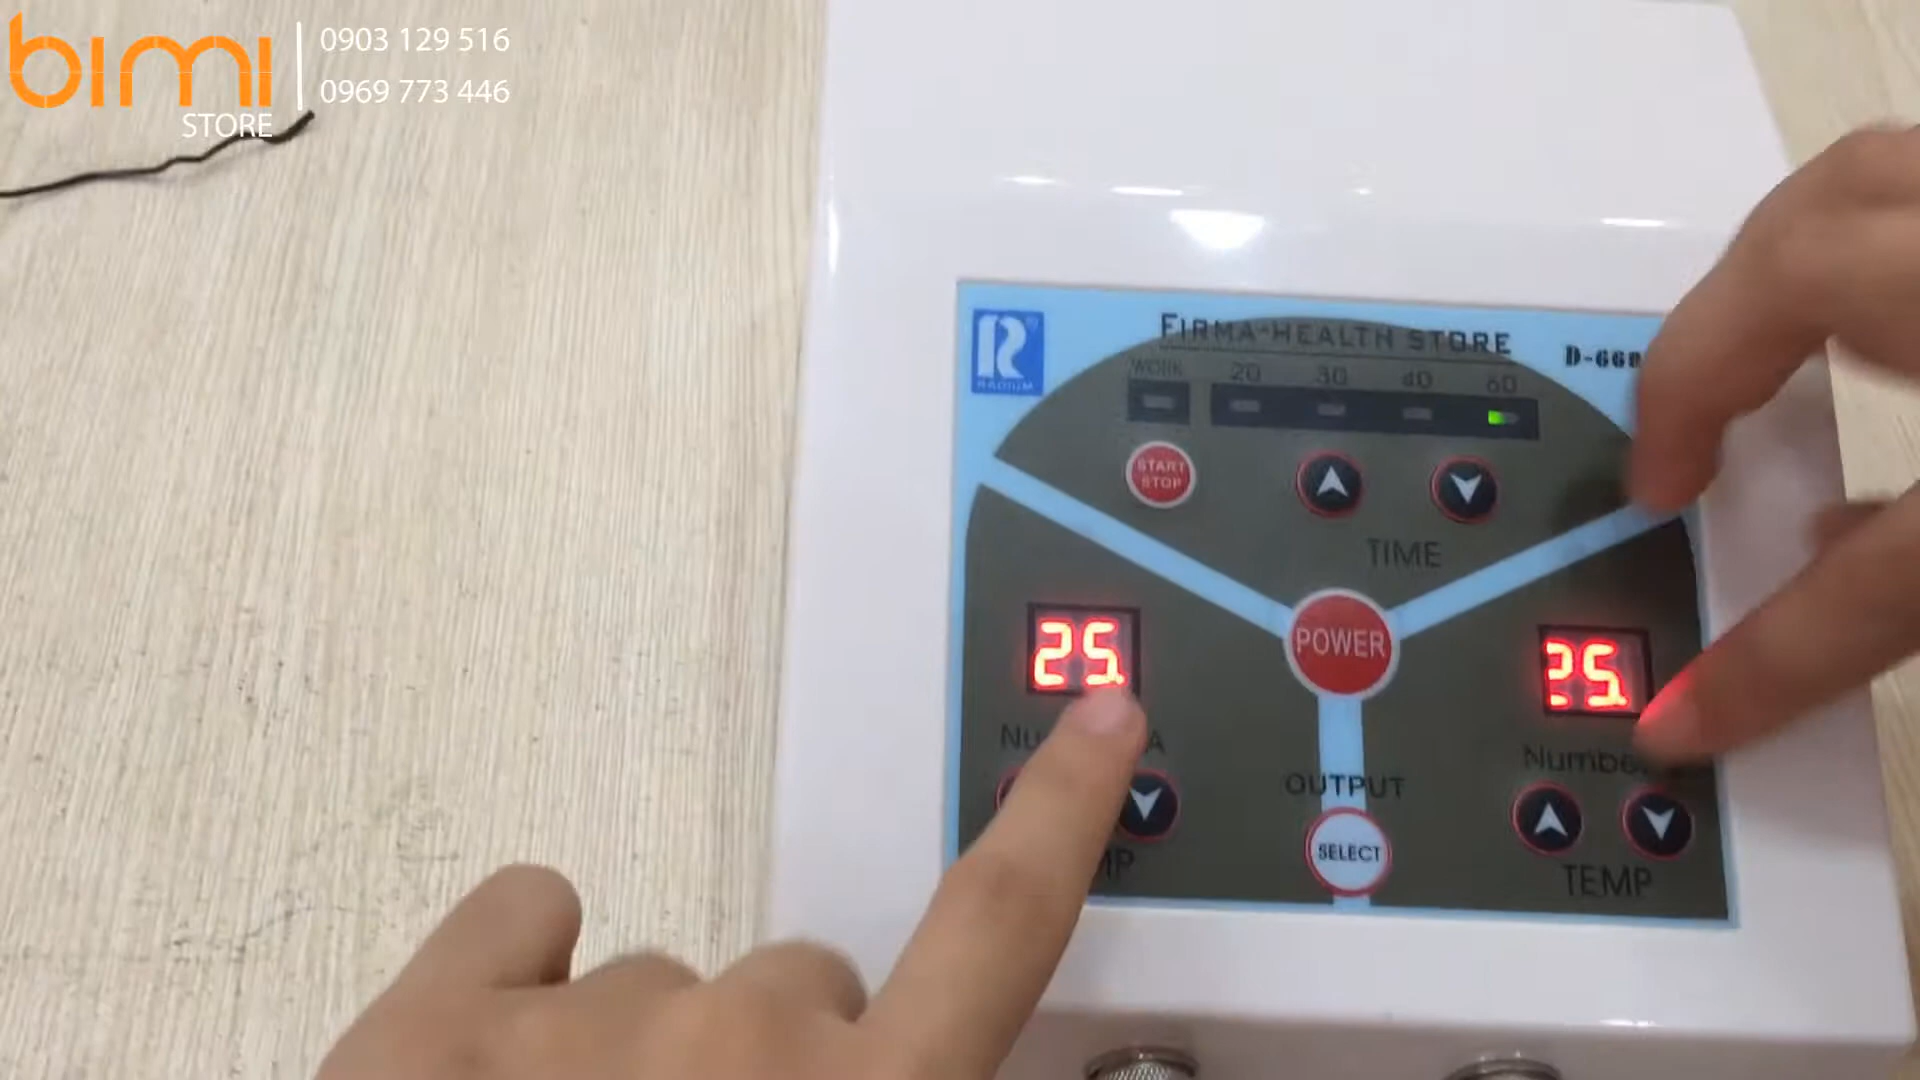 bimi
STORE
0903 129 516
0969 773 446
R
RADIUM
FIRMA-HEALTH STORE
WORK 20 30 40 60
START
STOP
TIME
25.
POWER
25.
A
OUTPUT
SELECT
TEMP